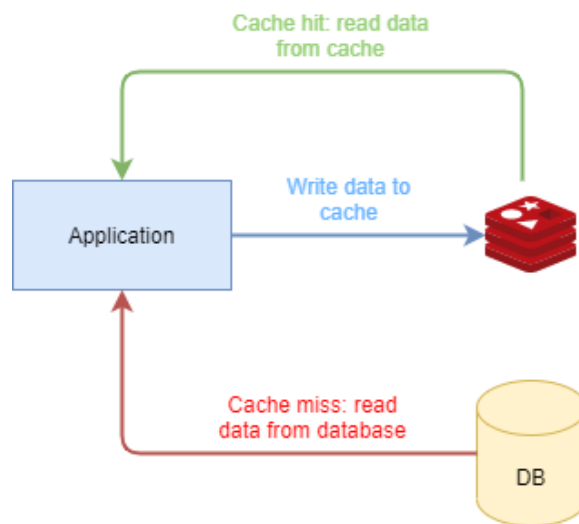 Cache hit: read data
from cache
Write data to
cache
Application
Cache miss: read
data from database
DB